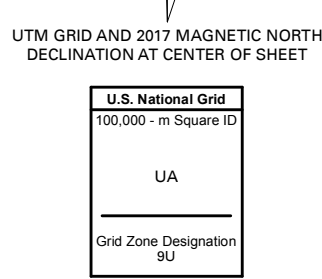 UTM GRID AND 2017 MAGNETIC NORTH
DECLINATION AT CENTER OF SHEET
U.S. National Grid
100,000 - m Square ID
UA
Grid Zone Designation
9U